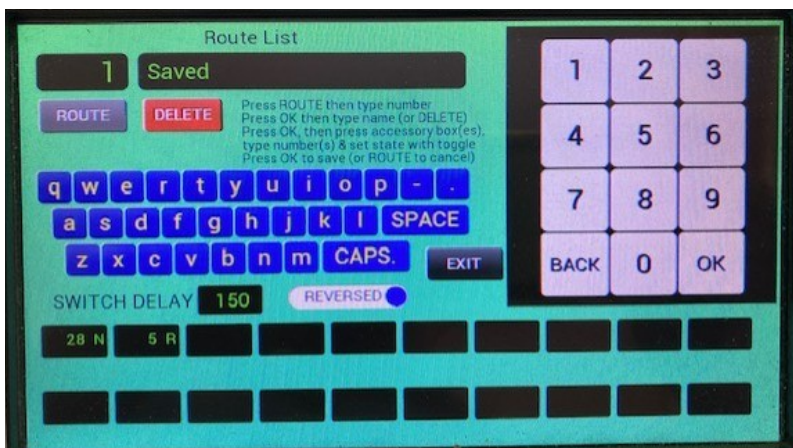 Route List
1 Saved
ROUTE DELETE
Press ROUTE then type number
Press OK then type name (or DELETE)
Press OK, then press accessory box(es),
type number(s) & set state with toggle
Press OK to save (or ROUTE to cancel)
q w e r t y u i o p - .
a s d f g h j k l SPACE
z x c v b n m CAPS.
EXIT
SWITCH DELAY 150 REVERSED
28 N 5 R
1 2 3
4 5 6
7 8 9
BACK 0 OK